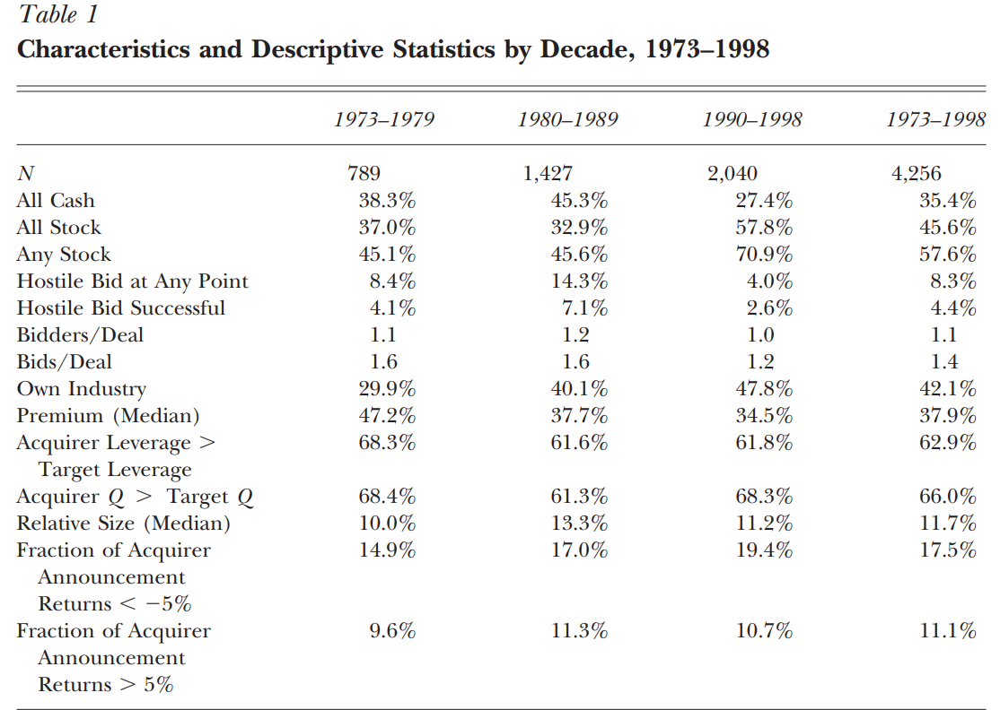 Table 1
Characteristics and Descriptive Statistics by Decade, 1973–1998
1973–1979 1980–1989 1990–1998 1973–1998
N 789 1,427 2,040 4,256
All Cash 38.3% 45.3% 27.4% 35.4%
All Stock 37.0% 32.9% 57.8% 45.6%
Any Stock 45.1% 45.6% 70.9% 57.6%
Hostile Bid at Any Point 8.4% 14.3% 4.0% 8.3%
Hostile Bid Successful 4.1% 7.1% 2.6% 4.4%
Bidders/Deal 1.1 1.2 1.0 1.1
Bids/Deal 1.6 1.6 1.2 1.4
Own Industry 29.9% 40.1% 47.8% 42.1%
Premium (Median) 47.2% 37.7% 34.5% 37.9%
Acquirer Leverage > 68.3% 61.6% 61.8% 62.9%
Target Leverage
Acquirer Q > Target Q 68.4% 61.3% 68.3% 66.0%
Relative Size (Median) 10.0% 13.3% 11.2% 11.7%
Fraction of Acquirer 14.9% 17.0% 19.4% 17.5%
Announcement
Returns < −5%
Fraction of Acquirer 9.6% 11.3% 10.7% 11.1%
Announcement
Returns > 5%